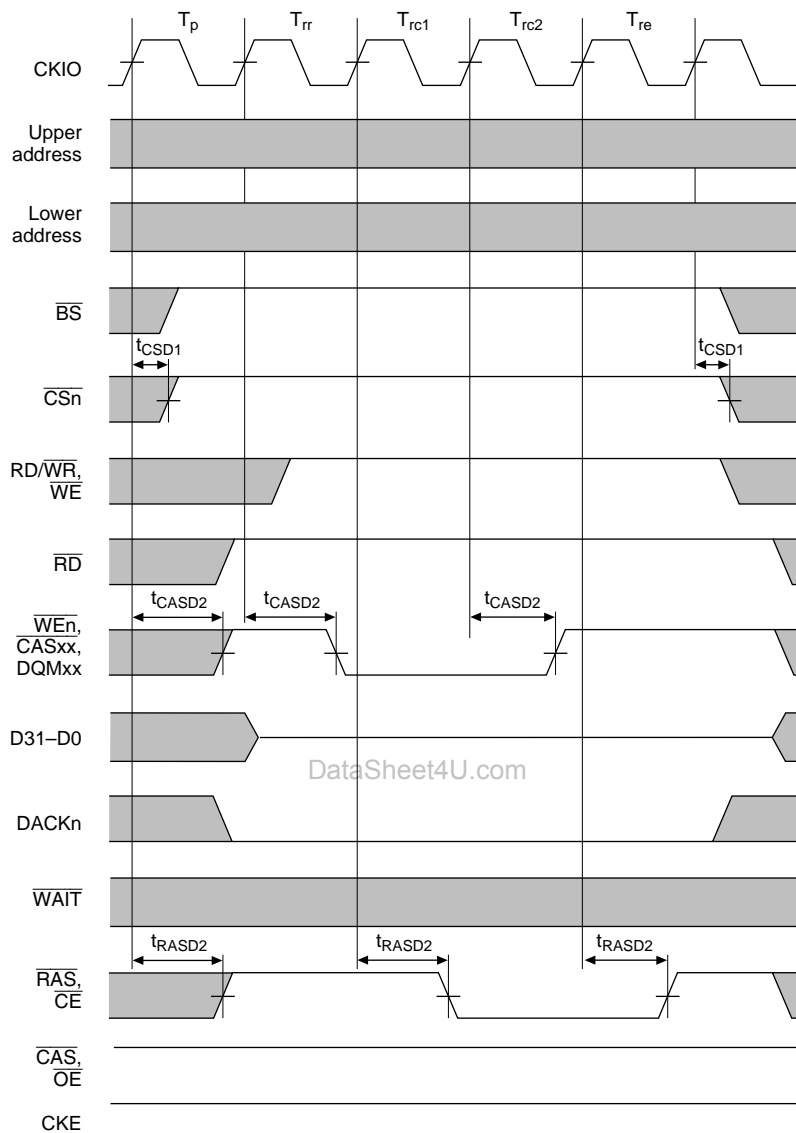 Tp Trr Trc1 Trc2 Tre
CKIO
Upper
address
Lower
address
BS
tCSD1 tCSD1
CSn
RD/WR,
WE
RD
tCASD2 tCASD2 tCASD2
WEn,
CASxx,
DQMxx
D31–D0
DataSheet4U.com
DACKn
WAIT
tRASD2 tRASD2 tRASD2
RAS,
CE
CAS,
OE
CKE